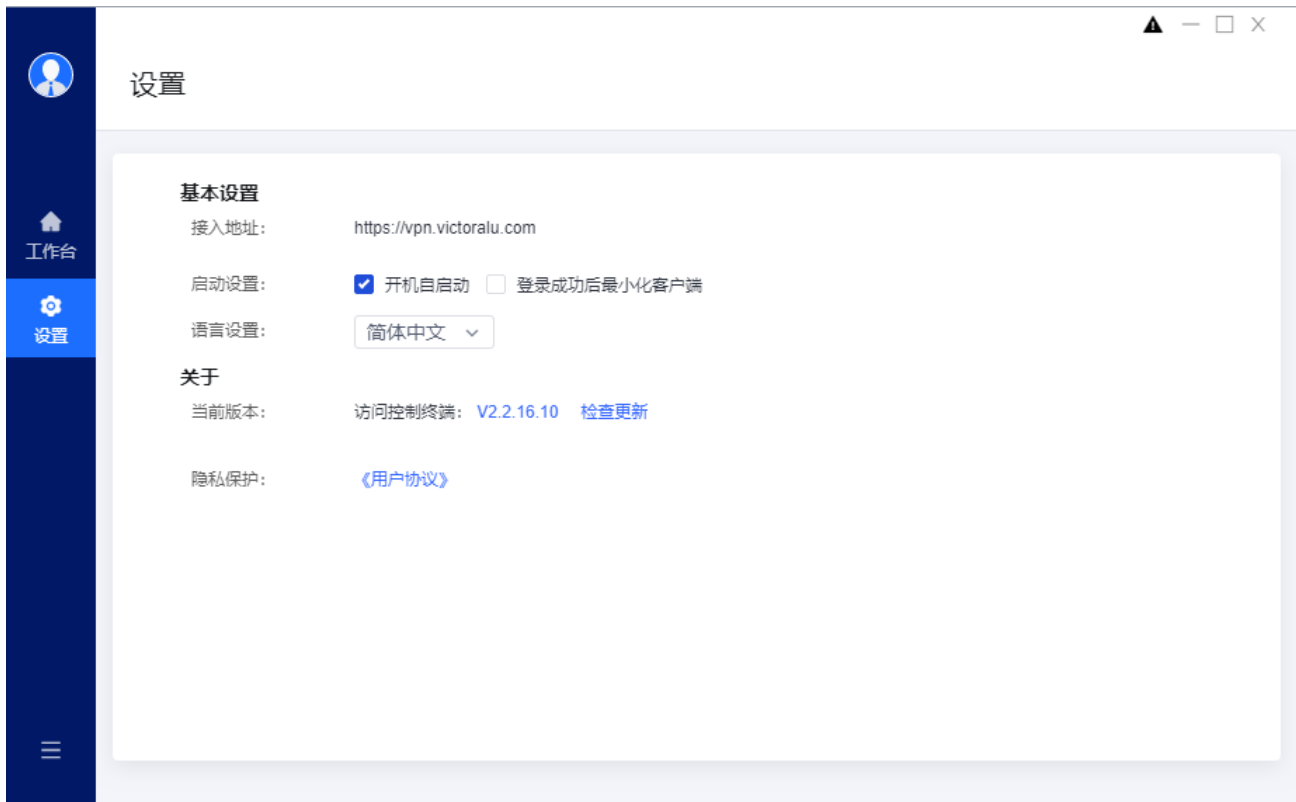 设置
工作台
设置
基本设置
接入地址: https://vpn.victoralu.com
启动设置: 开机自启动 登录成功后最小化客户端
语言设置: 简体中文
关于
当前版本: 访问控制终端: V2.2.16.10 检查更新
隐私保护: 《用户协议》